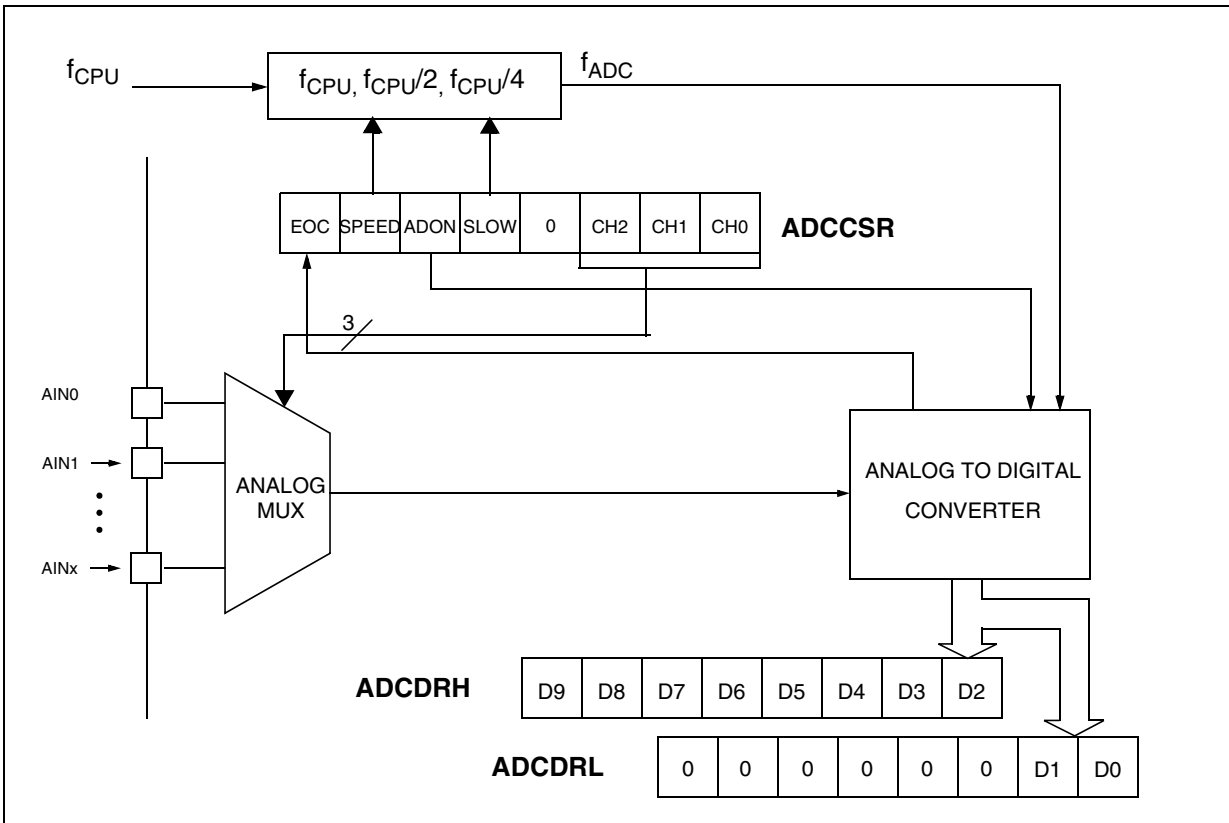 fCPU
fCPU, fCPU/2, fCPU/4
fADC
EOC SPEED ADON SLOW 0 CH2 CH1 CH0
ADCCSR
3
AIN0
AIN1
AINx
ANALOG
MUX
ANALOG TO DIGITAL
CONVERTER
ADCDRH
D9 D8 D7 D6 D5 D4 D3 D2
ADCDRL
0 0 0 0 0 0 D1 D0